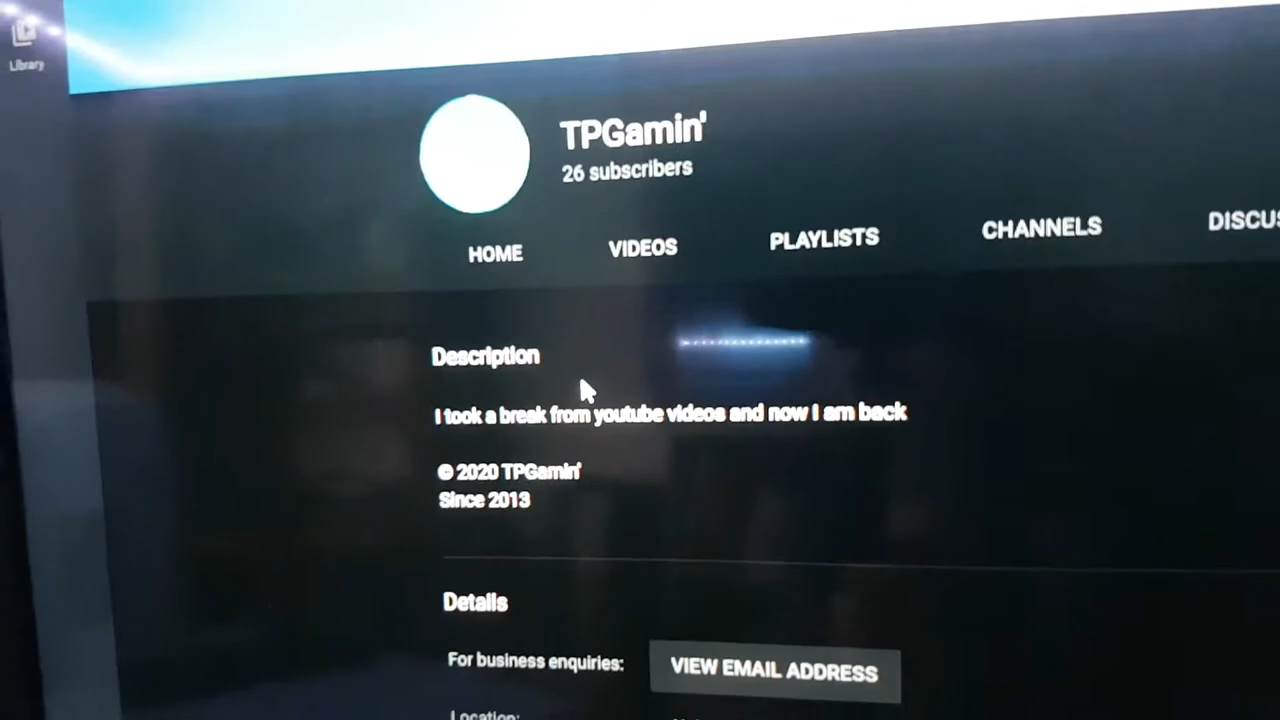 Library
TPGamin'
26 subscribers
HOME VIDEOS PLAYLISTS CHANNELS
Description
I took a break from youtube videos and now I am back
© 2020 TPGamin'
Since 2013
Details
For business enquiries: VIEW EMAIL ADDRESS
Location: